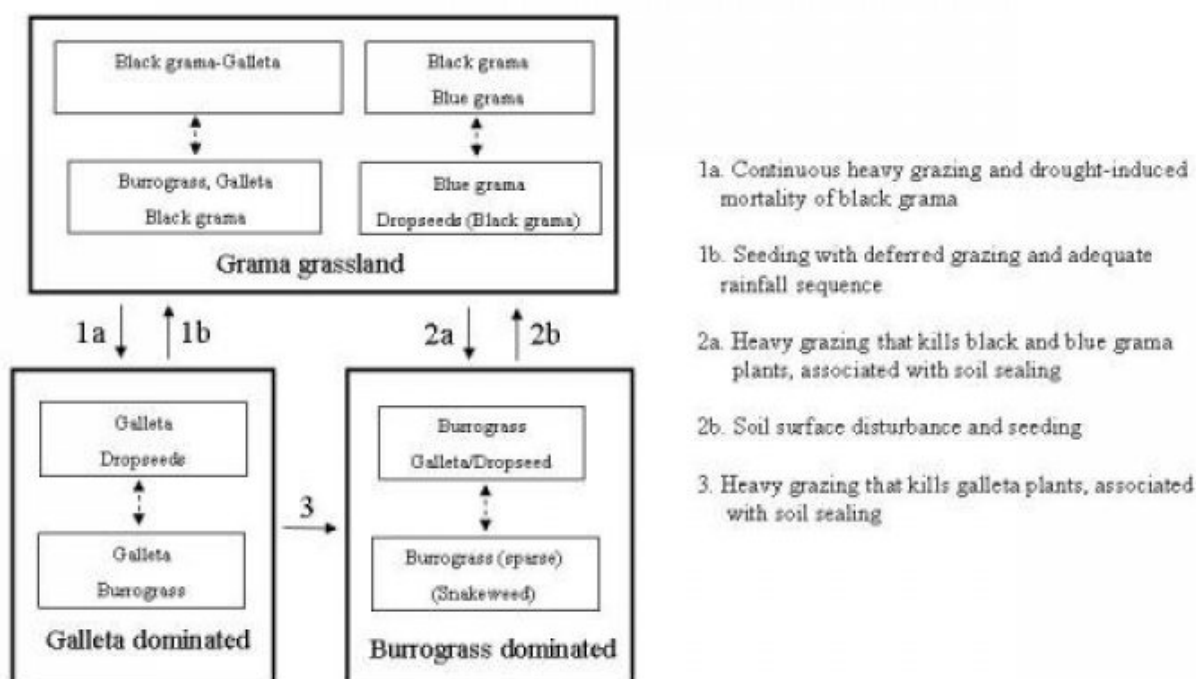 Black grama-Galleta
Black grama
Blue grama
Burrograss, Galleta
Black grama
Blue grama
Dropseeds (Black grama)
Grama grassland
1a
1b
2a
2b
Galleta
Dropseeds
Galleta
Burrograss
Galleta dominated
3
Burrograss
Galleta/Dropseed
Burrograss (sparse)
(Snakeweed)
Burrograss dominated
1a. Continuous heavy grazing and drought-induced
mortality of black grama
1b. Seeding with deferred grazing and adequate
rainfall sequence
2a. Heavy grazing that kills black and blue grama
plants, associated with soil sealing
2b. Soil surface disturbance and seeding
3. Heavy grazing that kills galleta plants, associated
with soil sealing